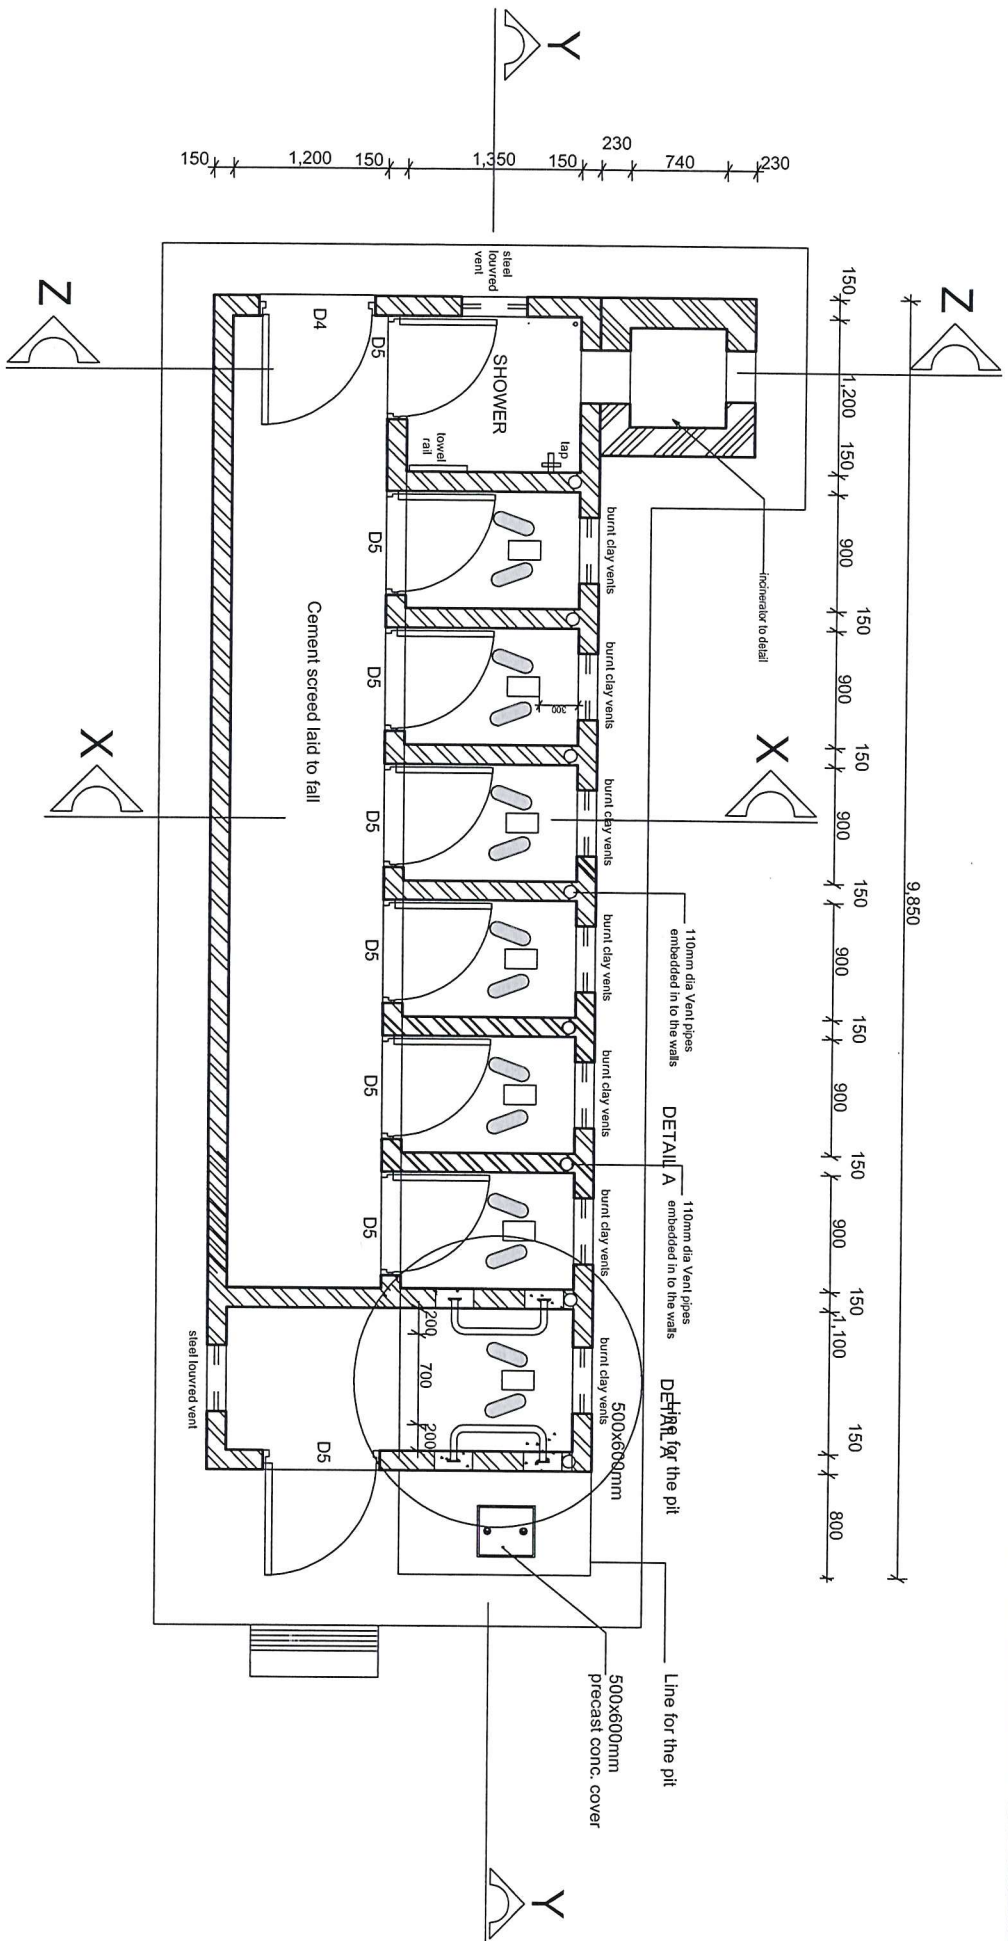 Y
230
150
1,200
150
1,350
150
740
230
Z
Z
9,850
150
1,200
150
900
150
900
150
900
150
900
150
900
150
900
150
1,100
150
800
steel
louvred
vent
D4
D5
SHOWER
towel
rail
tap
incinerator to detail
burnt clay vents
D5
burnt clay vents
D5
300
Cement screed laid to fall
X
X
burnt clay vents
D5
110mm dia Vent pipes
embedded in to the walls
burnt clay vents
D5
burnt clay vents
D5
DETAIL A
110mm dia Vent pipes
embedded in to the walls
burnt clay vents
D5
burnt clay vents
200
700
200
steel louvred vent
D5
DETAIL A
Line for the pit
500x600mm
Line for the pit
500x600mm
precast conc. cover
Y